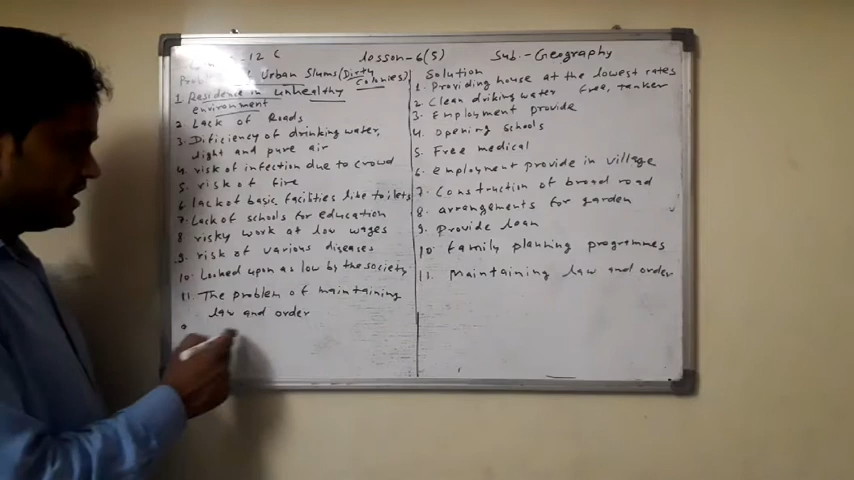 12 C
losson-6(5)
Sub.- Geography
Urban Slums (Dirty
Colonies)
1 Residence in unhealthy
environment
2. Lack of Roads
3. Dificiency of drinking water,
light and pure air
4. risk of infection due to crowd
5. risk of fire
6. lack of basic facilities like toilets
7. Lack of schools for education
8 risky work at low wages
9. risk of various diseases
10. Looked upon as low by the society
11. The problem of maintaining
law and order
Solution
1. Providing house at the lowest rates
2 Clean driking water free, tanker
3. Employment provide
4. opening schools
5. Free medical
6. employment provide in village
7. Construction of broad road
8. arrangements for garden
9. provide loan
10. family planning programmes
11. Maintaining law and order